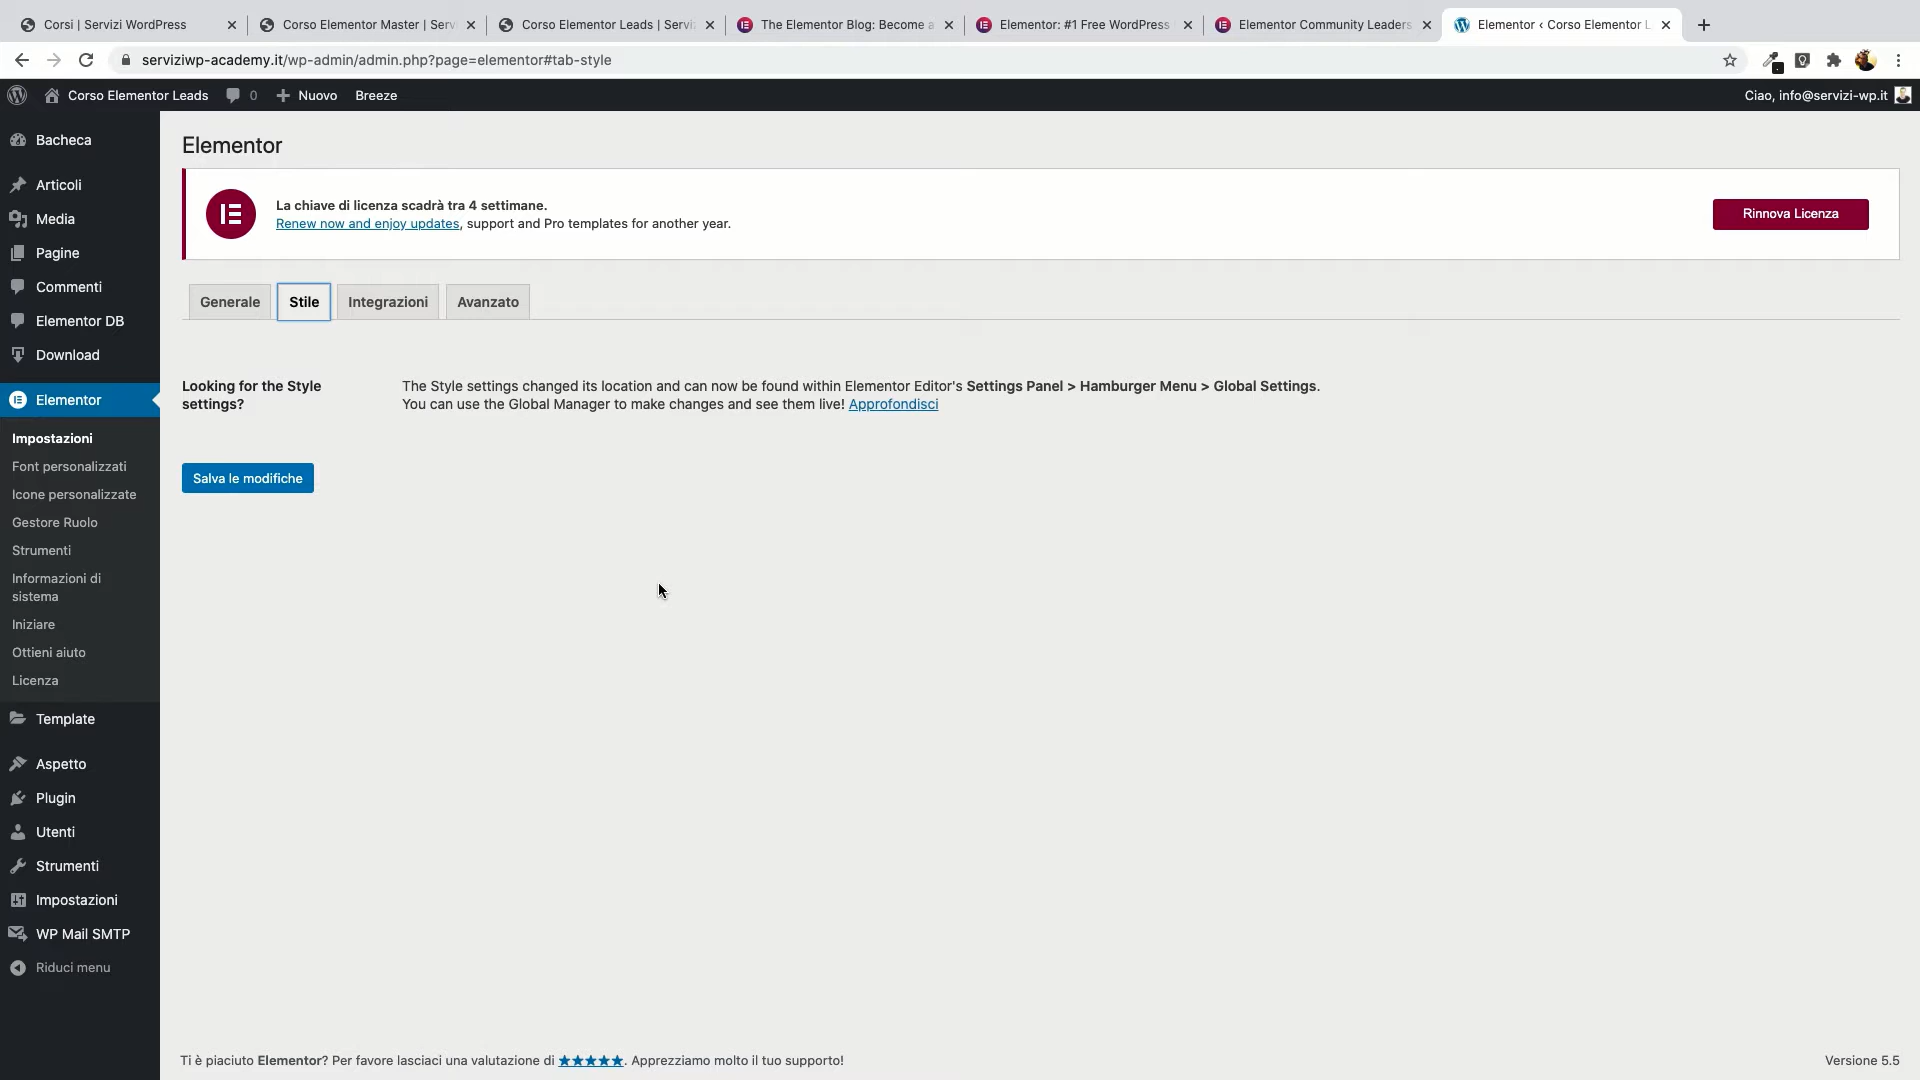 Corsi | Servizi WordPress
Corso Elementor Master | Serv
Corso Elementor Leads | Serviz
The Elementor Blog: Become a
Elementor: #1 Free WordPress
Elementor Community Leaders
Elementor ‹ Corso Elementor L
serviziwp-academy.it/wp-admin/admin.php?page=elementor#tab-style
Corso Elementor Leads
0
Nuovo
Breeze
Ciao, info@servizi-wp.it
Bacheca
Articoli
Media
Pagine
Commenti
Elementor DB
Download
Elementor
Impostazioni
Font personalizzati
Icone personalizzate
Gestore Ruolo
Strumenti
Informazioni di
sistema
Iniziare
Ottieni aiuto
Licenza
Template
Aspetto
Plugin
Utenti
Strumenti
Impostazioni
WP Mail SMTP
Riduci menu
Elementor
La chiave di licenza scadrà tra 4 settimane.
Renew now and enjoy updates, support and Pro templates for another year.
Rinnova Licenza
Generale
Stile
Integrazioni
Avanzato
Looking for the Style
settings?
The Style settings changed its location and can now be found within Elementor Editor's Settings Panel > Hamburger Menu > Global Settings.
You can use the Global Manager to make changes and see them live! Approfondisci
Salva le modifiche
Ti è piaciuto Elementor? Per favore lasciaci una valutazione di ★★★★★. Apprezziamo molto il tuo supporto!
Versione 5.5